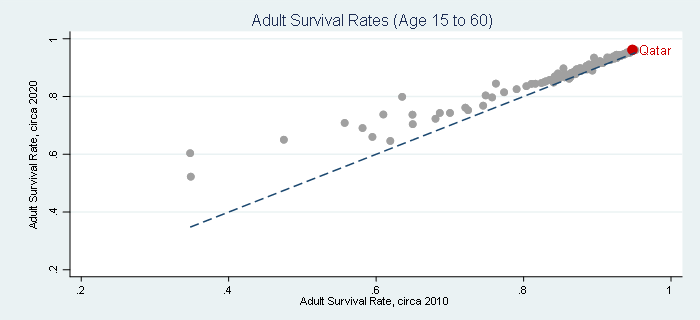 Adult Survival Rates (Age 15 to 60)
Adult Survival Rate, circa 2020
1
.8
.6
.4
.2
Qatar
.2 .4 .6 .8 1
Adult Survival Rate, circa 2010